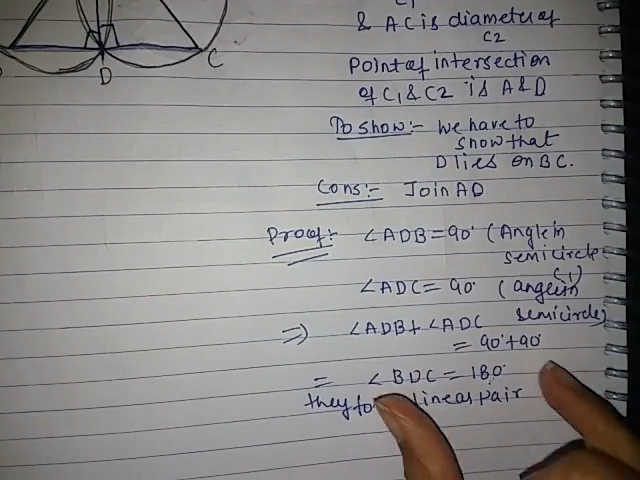 D
C
C1
& AC is diameter of
C2
Point of intersection
of C1 & C2 is A & D
To show:- We have to
show that
D lies on BC.
Cons:- Join AD
Proof:- ∠ADB = 90° (Angle in
semicircle
C1)
∠ADC = 90° (angle in
semicircle)
⇒ ∠ADB + ∠ADC
= 90° + 90°
= ∠BDC = 180°
they linear pair